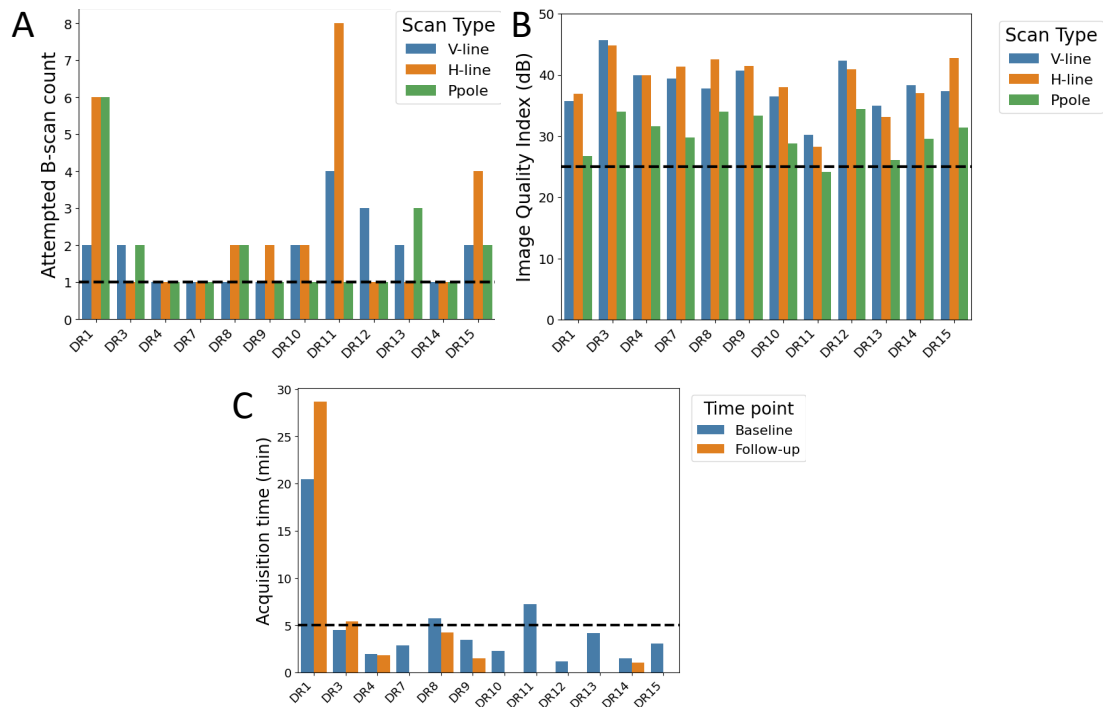 A
Attempted B-scan count
8
7
6
5
4
3
2
1
0
Scan Type
V-line
H-line
Ppole
DR1 DR3 DR4 DR7 DR8 DR9 DR10 DR11 DR12 DR13 DR14 DR15
B
Image Quality Index (dB)
50
40
30
20
10
0
Scan Type
V-line
H-line
Ppole
DR1 DR3 DR4 DR7 DR8 DR9 DR10 DR11 DR12 DR13 DR14 DR15
C
Acquisition time (min)
30
25
20
15
10
5
0
Time point
Baseline
Follow-up
DR1 DR3 DR4 DR7 DR8 DR9 DR10 DR11 DR12 DR13 DR14 DR15